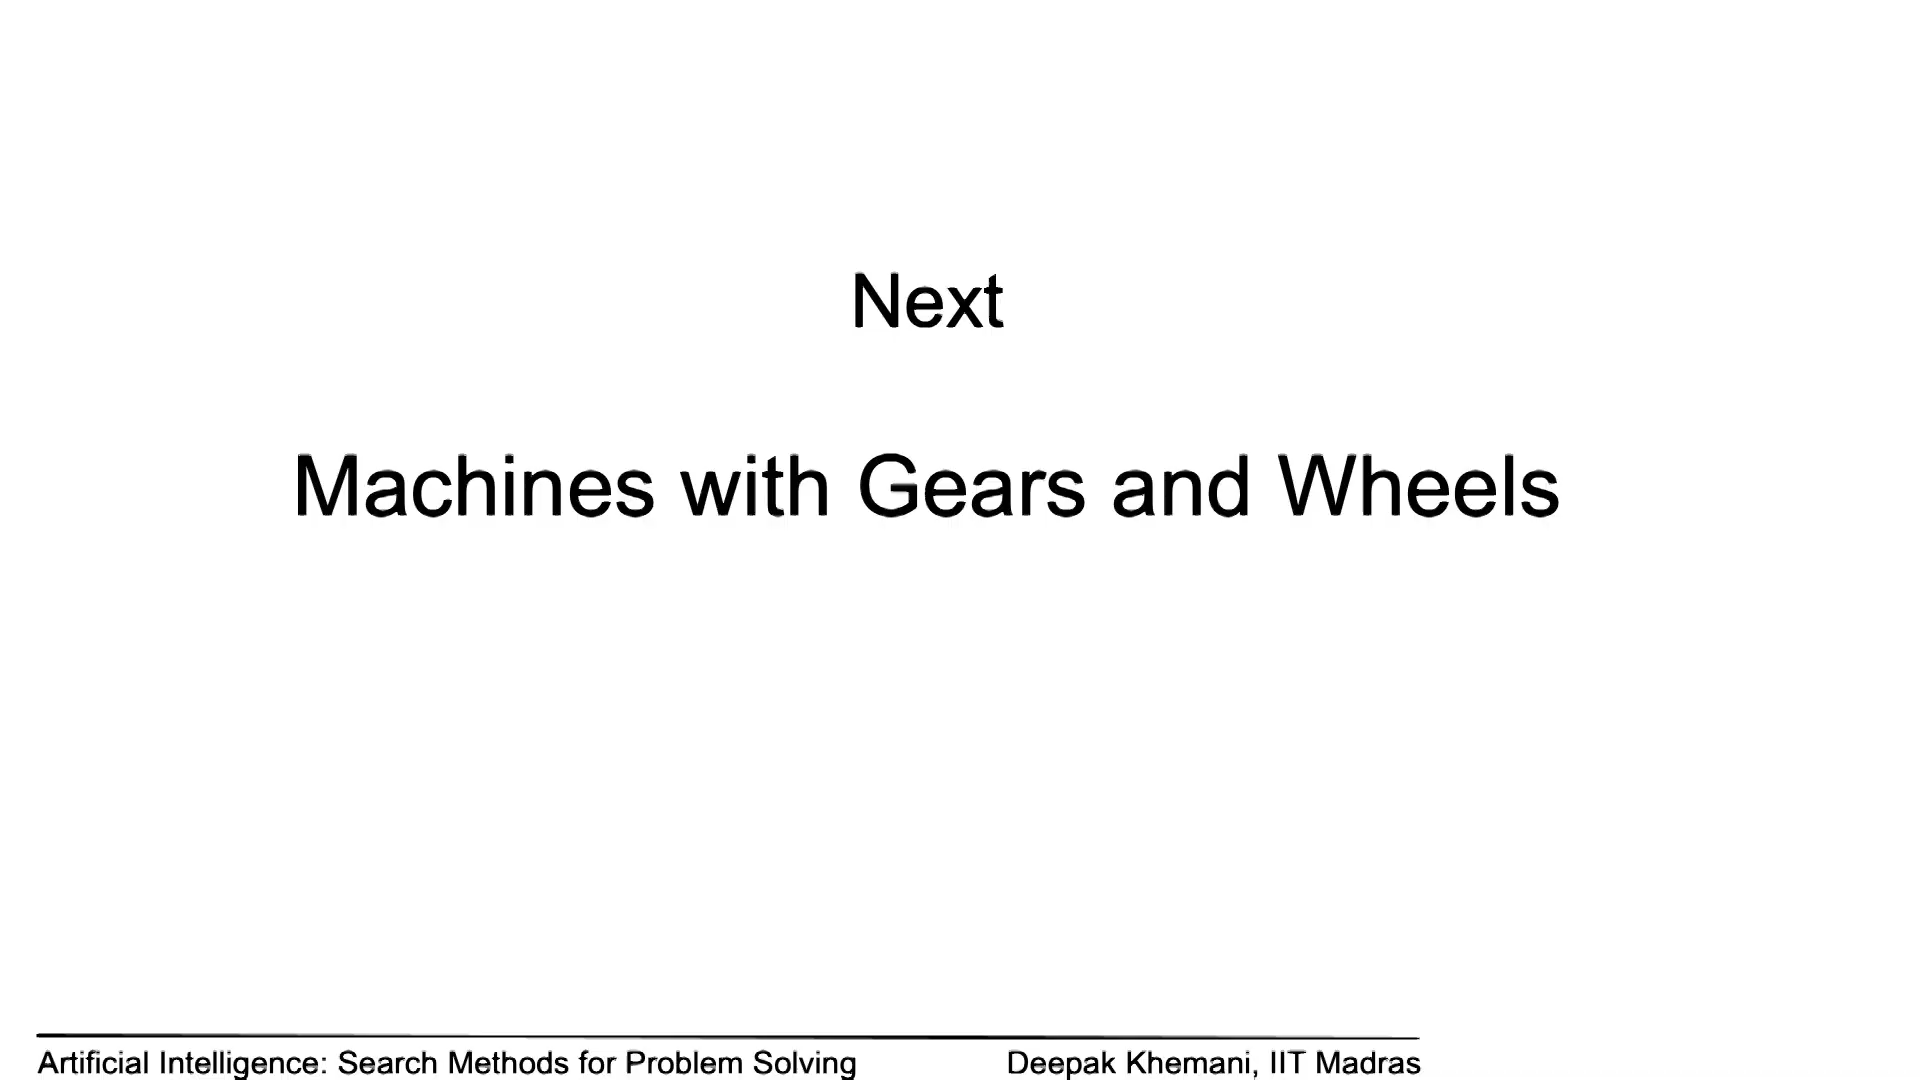 Next
Machines with Gears and Wheels
Artificial Intelligence: Search Methods for Problem Solving Deepak Khemani, IIT Madras